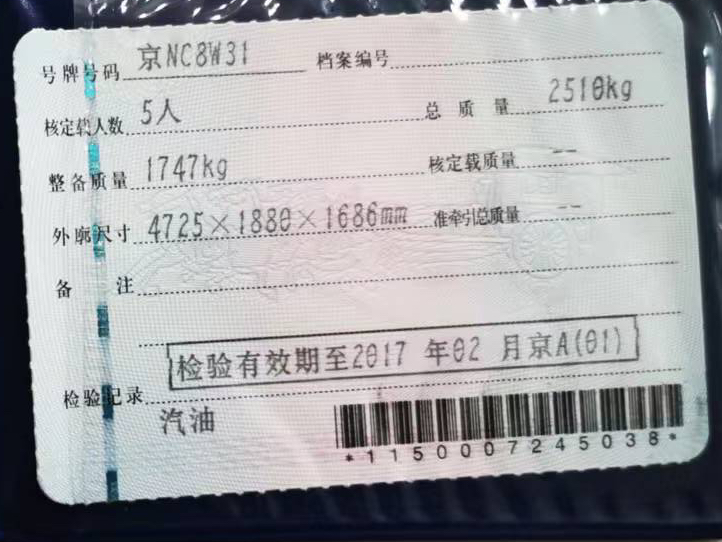 号牌号码 京NC8W31 档案编号
核定载人数 5人 总质量 2510kg
整备质量 1747kg 核定载质量 --
外廓尺寸 4725×1880×1686mm 准牵引总质量 --
备注
检验有效期至2017 年02 月京A(01)
检验记录
汽油
*1150007245038*